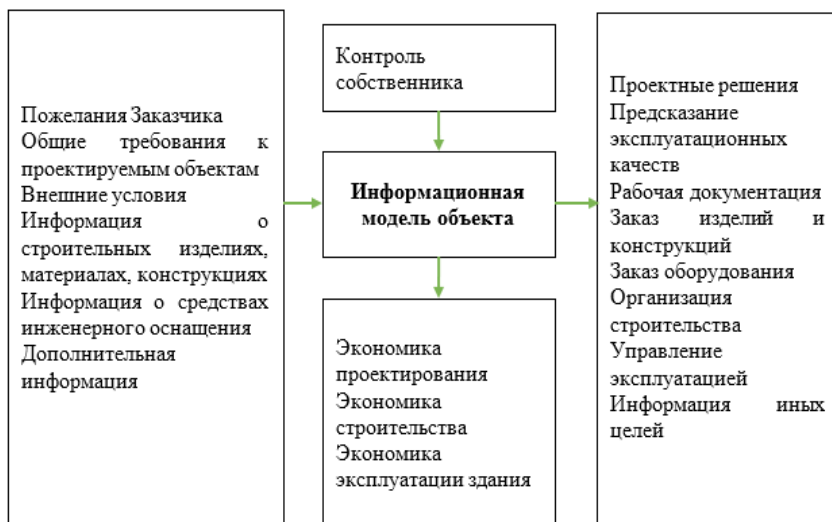 Пожелания Заказчика
Общие требования к
проектируемым объектам
Внешние условия
Информация о
строительных изделиях,
материалах, конструкциях
Информация о средствах
инженерного оснащения
Дополнительная
информация
Контроль
собственника
Информационная
модель объекта
Экономика
проектирования
Экономика
строительства
Экономика
эксплуатации здания
Проектные решения
Предсказание
эксплуатационных
качеств
Рабочая документация
Заказ изделий и
конструкций
Заказ оборудования
Организация
строительства
Управление
эксплуатацией
Информация иных
целей